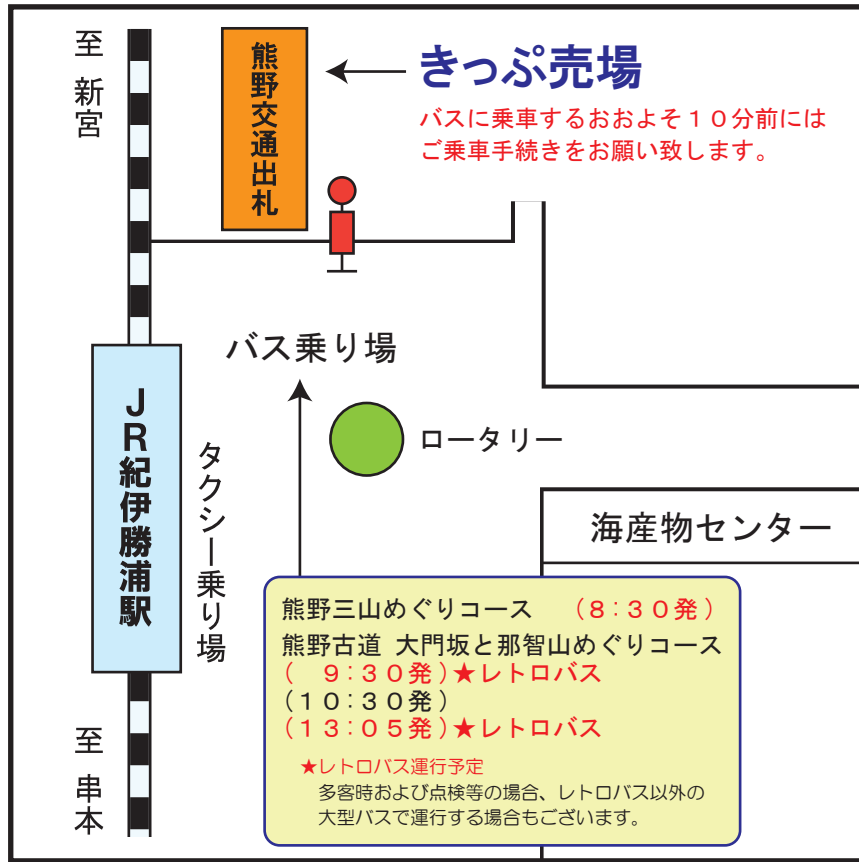 至 新宮
熊野交通出札
きっぷ売場
バスに乗車するおおよそ１０分前には
ご乗車手続きをお願い致します。
バス乗り場
ロータリー
ＪＲ紀伊勝浦駅
タクシー乗り場
海産物センター
熊野三山めぐりコース （８：３０発）
熊野古道 大門坂と那智山めぐりコース
（ ９：３０発）★レトロバス
（１０：３０発）
（１３：０５発）★レトロバス
★レトロバス運行予定
多客時および点検等の場合、レトロバス以外の
大型バスで運行する場合もございます。
至 串本